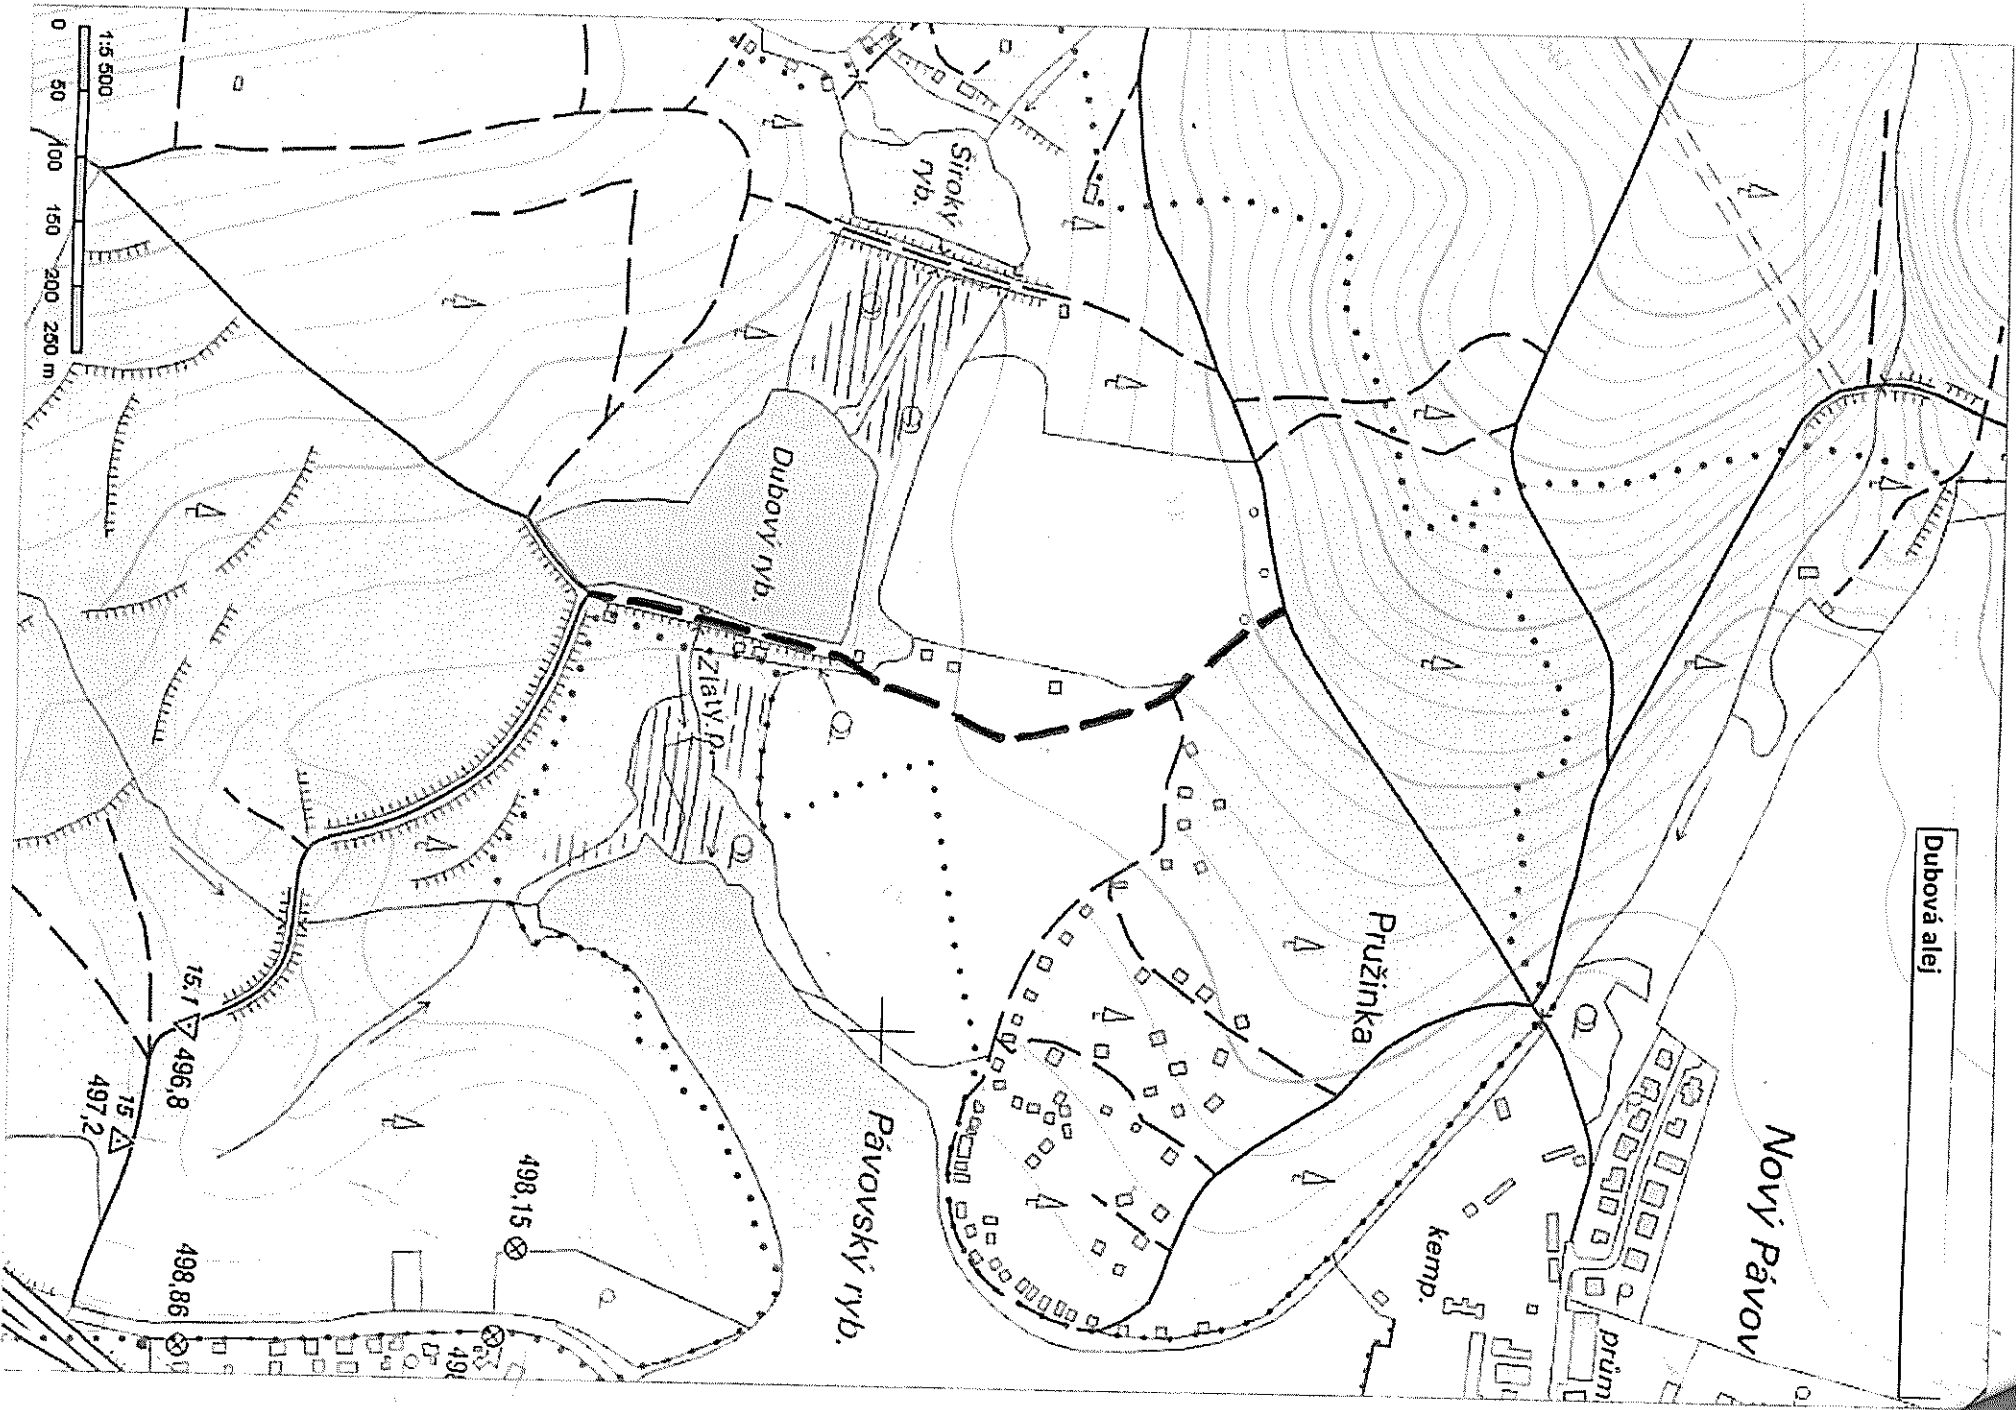 Dubová alej
Nový Pávov
prům
kemp.
Pružinka
Široký
ryb.
Dubový ryb.
Zlatý p.
Pávovský ryb.
498,15
498,86
498
15.1 496,8
15
497,2
1:5 500
0 50 100 150 200 250 m